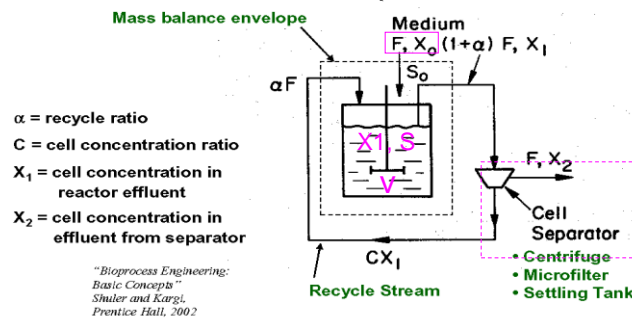 Mass balance envelope
Medium
F, X₀ (1+α) F, X₁
S₀
αF
α = recycle ratio
C = cell concentration ratio
X₁ = cell concentration in
reactor effluent
X₂ = cell concentration in
effluent from separator
X1, S
V
F, X₂
Cell
Separator
CX₁
• Centrifuge
• Microfilter
• Settling Tank
Recycle Stream
"Bioprocess Engineering:
Basic Concepts"
Shuler and Kargi,
Prentice Hall, 2002